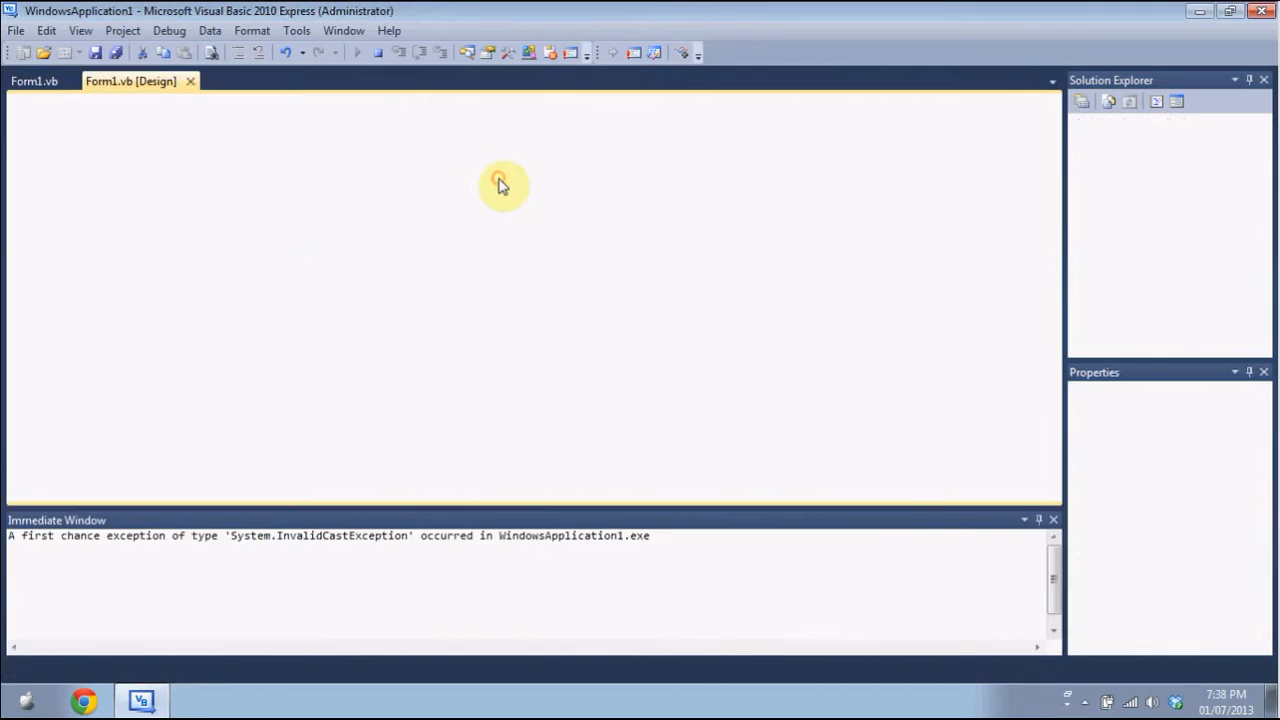 WindowsApplication1 - Microsoft Visual Basic 2010 Express (Administrator)
File Edit View Project Debug Data Format Tools Window Help
Form1.vb Form1.vb [Design]
Solution Explorer
Properties
Immediate Window
A first chance exception of type 'System.InvalidCastException' occurred in WindowsApplication1.exe
VB
7:38 PM
01/07/2013